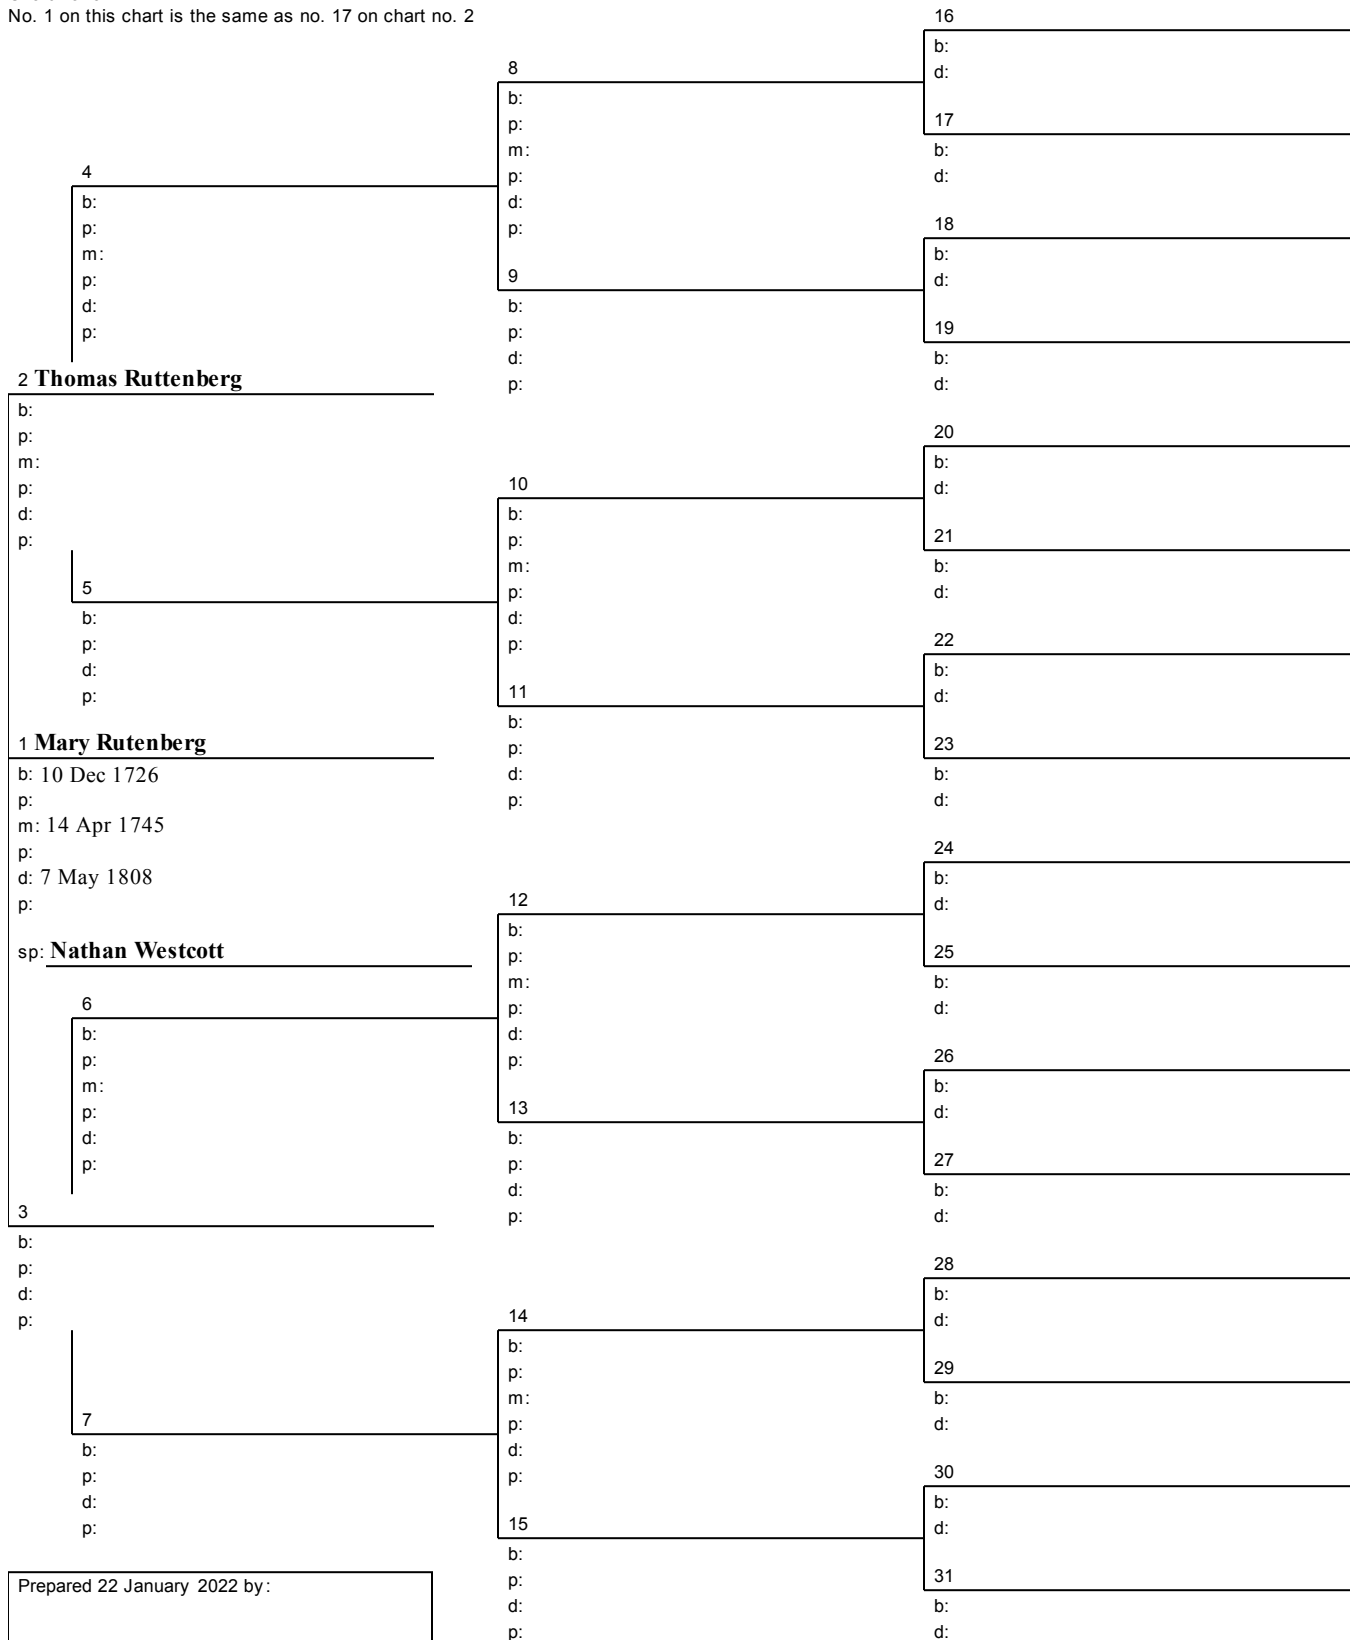 No. 1 on this chart is the same as no. 17 on chart no. 2
16
b:
d:
8
b:
p:
m:
p:
d:
p:
17
b:
d:
4
b:
p:
m:
p:
d:
p:
18
b:
d:
9
b:
p:
d:
p:
19
b:
d:
2 Thomas Ruttenberg
b:
p:
m:
p:
d:
p:
20
b:
d:
10
b:
p:
m:
p:
d:
p:
21
b:
d:
5
b:
p:
d:
p:
22
b:
d:
11
b:
p:
d:
p:
23
b:
d:
1 Mary Rutenberg
b: 10 Dec 1726
p:
m: 14 Apr 1745
p:
d: 7 May 1808
p:
sp: Nathan Westcott
24
b:
d:
12
b:
p:
m:
p:
d:
p:
25
b:
d:
6
b:
p:
m:
p:
d:
p:
26
b:
d:
13
b:
p:
d:
p:
27
b:
d:
3
b:
p:
d:
p:
28
b:
d:
14
b:
p:
m:
p:
d:
p:
29
b:
d:
7
b:
p:
d:
p:
30
b:
d:
15
b:
p:
d:
p:
31
b:
d:
Prepared 22 January 2022 by: